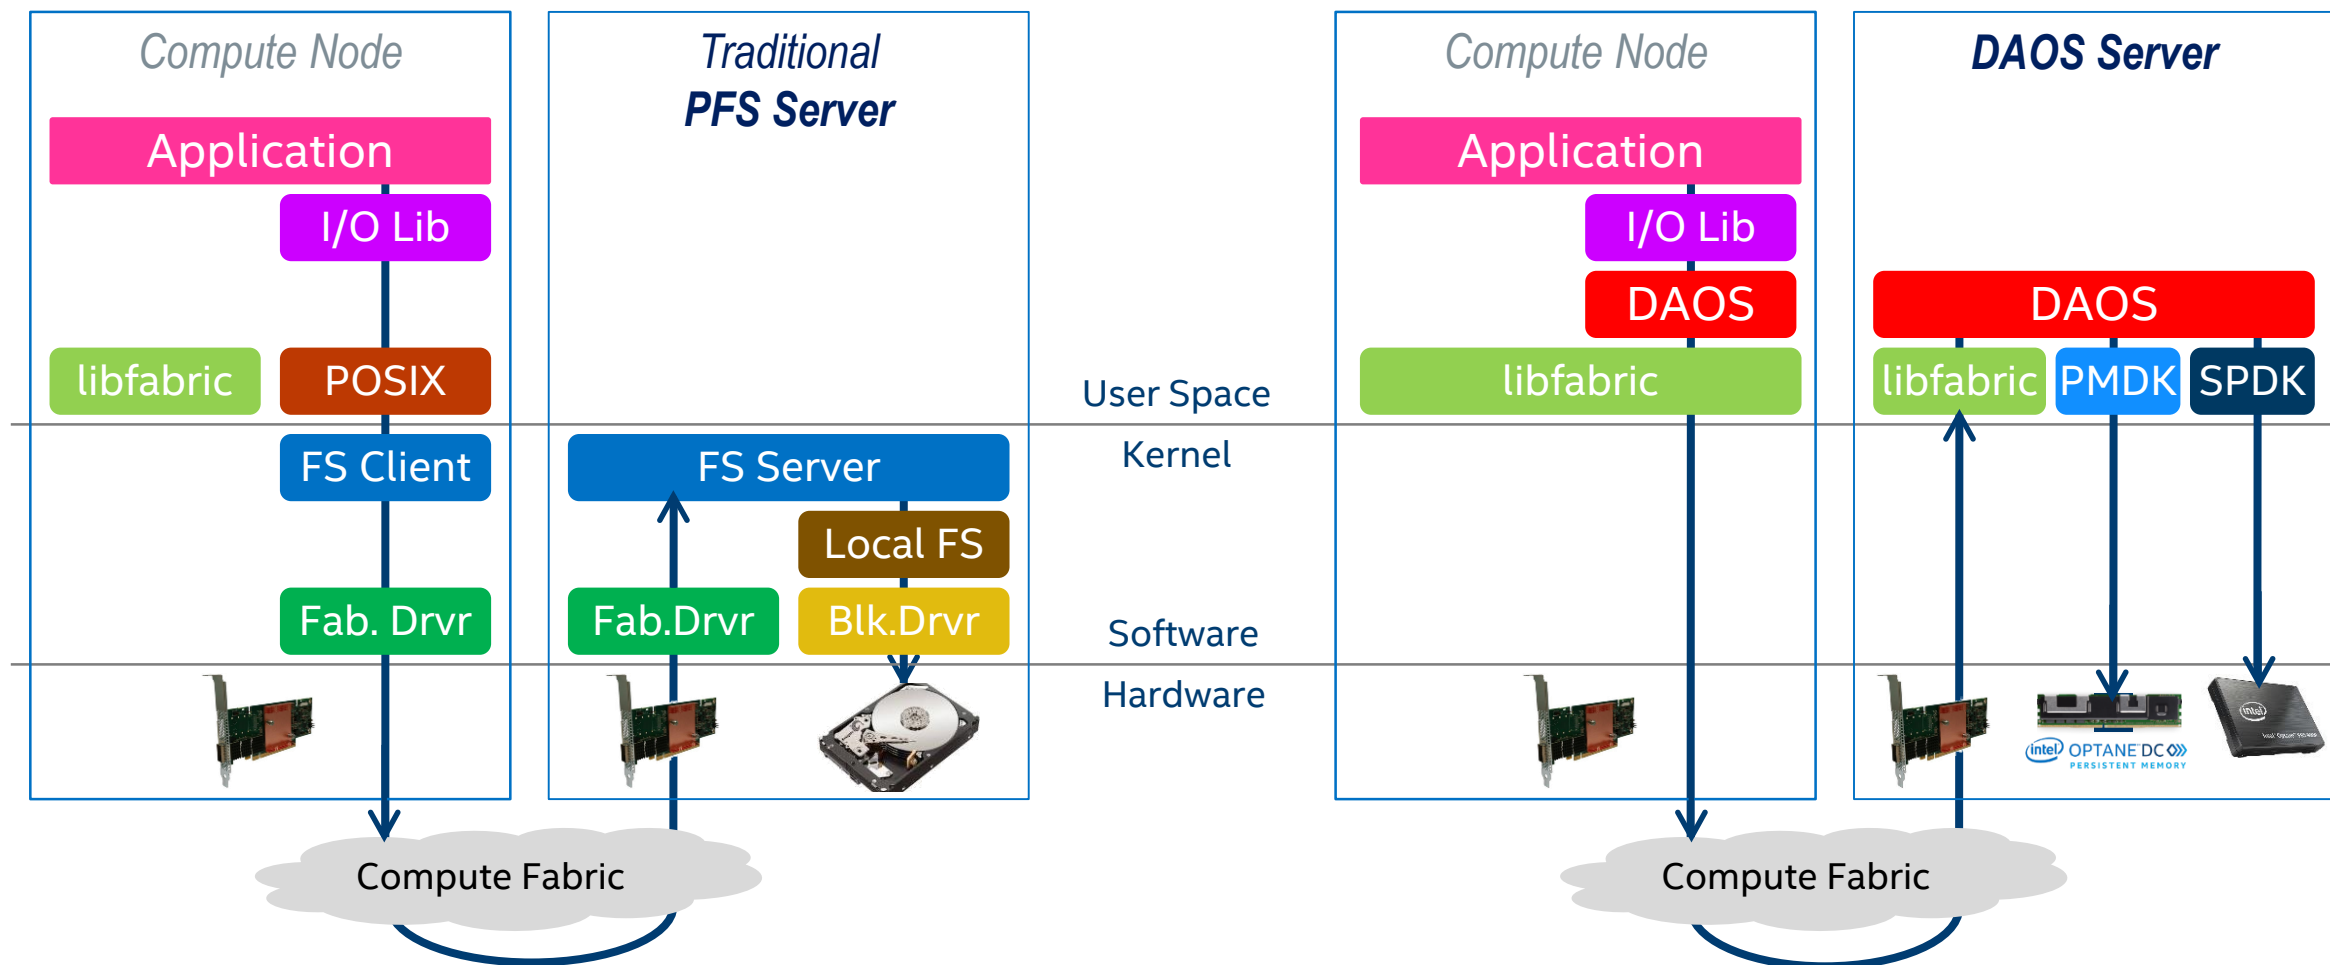 Compute Node
Application
I/O Lib
libfabric
POSIX
FS Client
Fab. Drvr
Traditional
PFS Server
FS Server
Local FS
Fab.Drvr
Blk.Drvr
Compute Fabric
User Space
Kernel
Software
Hardware
Compute Node
Application
I/O Lib
DAOS
libfabric
DAOS Server
DAOS
libfabric
PMDK
SPDK
intel OPTANE DC
PERSISTENT MEMORY
intel
Compute Fabric